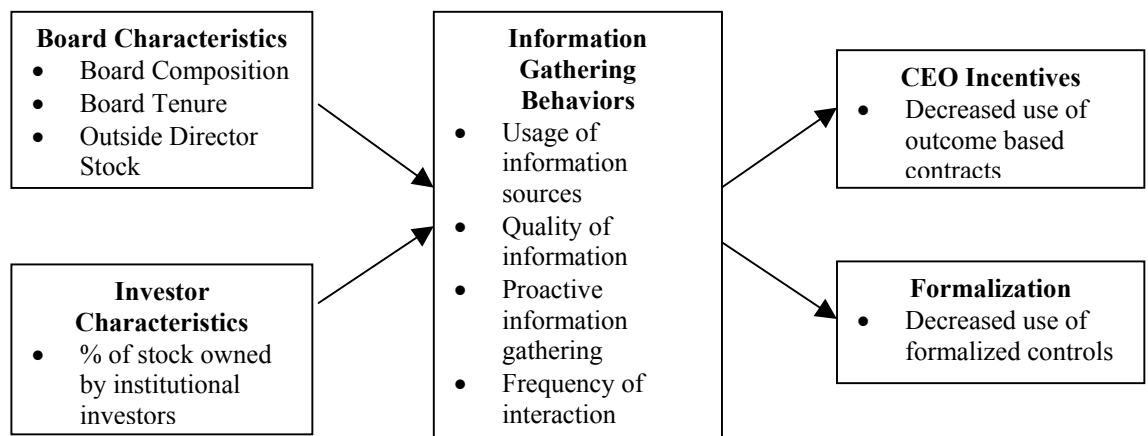 Board Characteristics
• Board Composition
• Board Tenure
• Outside Director
Stock
Investor
Characteristics
• % of stock owned
by institutional
investors
Information
Gathering
Behaviors
• Usage of
information
sources
• Quality of
information
• Proactive
information
gathering
• Frequency of
interaction
CEO Incentives
• Decreased use of
outcome based
contracts
Formalization
• Decreased use of
formalized controls